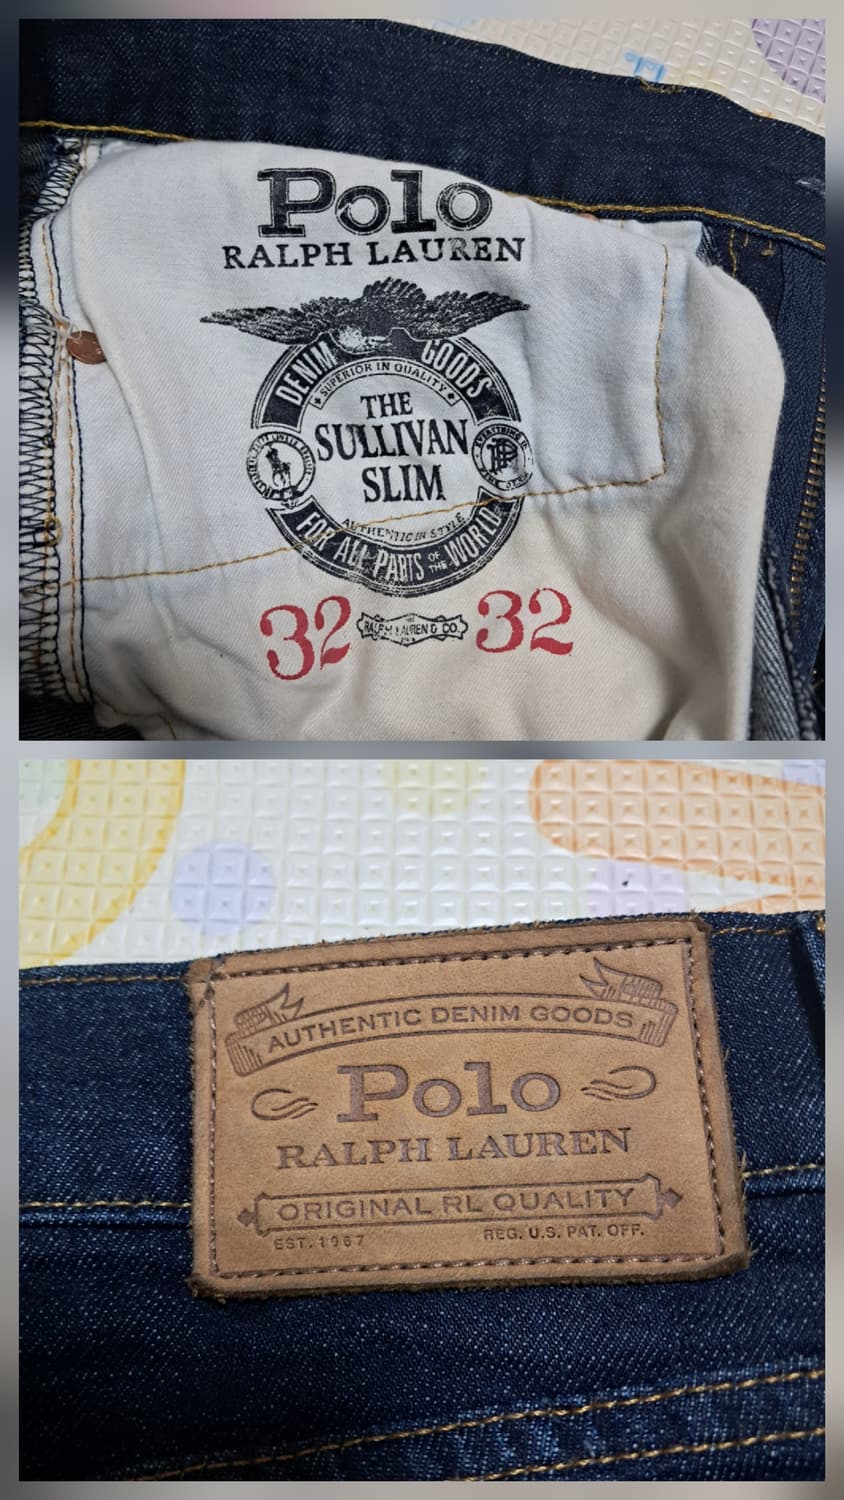 Polo
RALPH LAUREN
DENIM GOODS
SUPERIOR IN QUALITY
THE
SULLIVAN
SLIM
AUTHENTIC IN STYLE
FOR ALL PARTS OF THE WORLD
32 RALPH LAUREN & CO. 32
AUTHENTIC DENIM GOODS
Polo
RALPH LAUREN
ORIGINAL RL QUALITY
EST. 1967 REG. U.S. PAT. OFF.